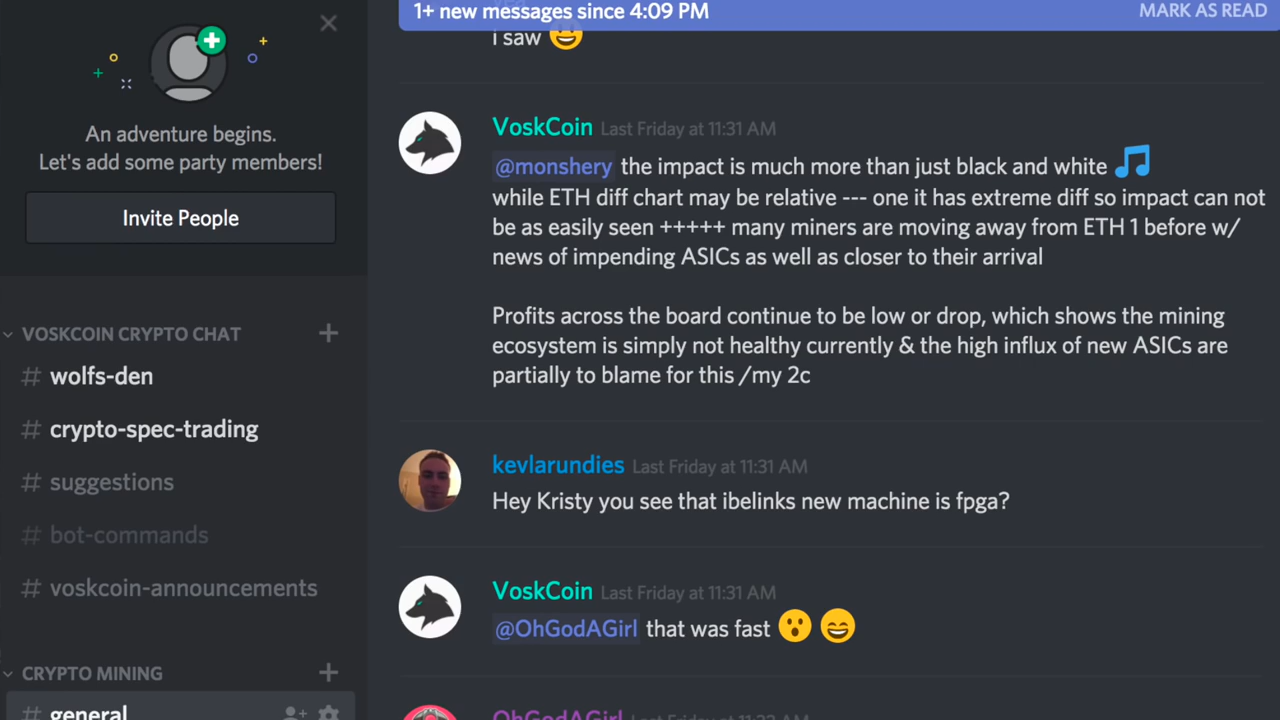 An adventure begins.
Let's add some party members!
Invite People
VOSKCOIN CRYPTO CHAT
# wolfs-den
# crypto-spec-trading
# suggestions
# bot-commands
# voskcoin-announcements
CRYPTO MINING
# general
1+ new messages since 4:09 PM
MARK AS READ
i saw
VoskCoin Last Friday at 11:31 AM
@monshery the impact is much more than just black and white
while ETH diff chart may be relative --- one it has extreme diff so impact can not
be as easily seen +++++ many miners are moving away from ETH 1 before w/
news of impending ASICs as well as closer to their arrival
Profits across the board continue to be low or drop, which shows the mining
ecosystem is simply not healthy currently & the high influx of new ASICs are
partially to blame for this /my 2c
kevlarundies Last Friday at 11:31 AM
Hey Kristy you see that ibelinks new machine is fpga?
VoskCoin Last Friday at 11:31 AM
@OhGodAGirl that was fast
OhGodAGirl Last Friday at